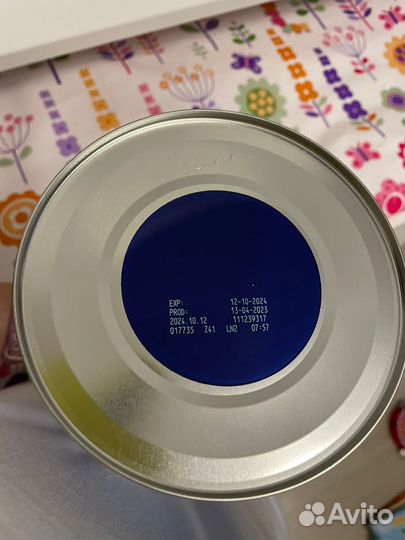 EXP: 12-10-2024
PROD: 13-04-2023
2024.10.12 111239317
017735 Z41 LN2 07:57
Avito